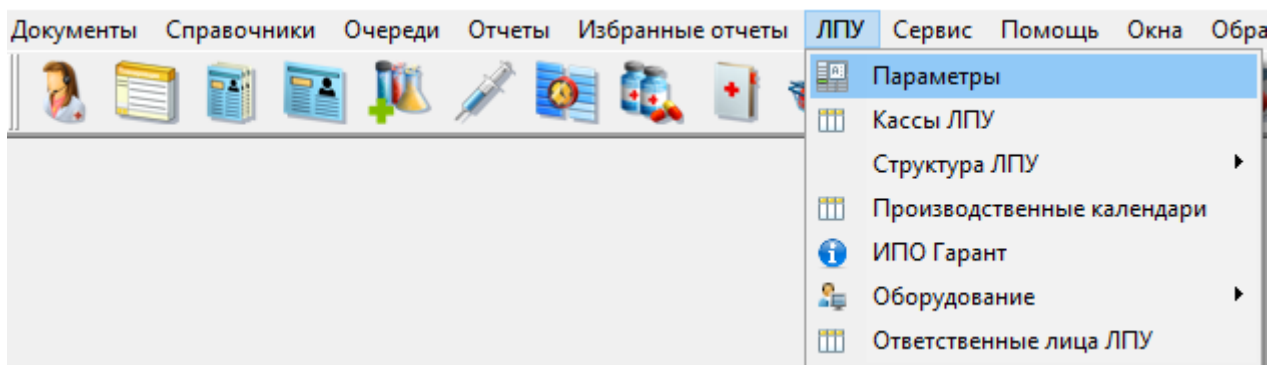 Документы Справочники Очереди Отчеты Избранные отчеты ЛПУ Сервис Помощь Окна Обра
Параметры
Кассы ЛПУ
Структура ЛПУ
Производственные календари
ИПО Гарант
Оборудование
Ответственные лица ЛПУ